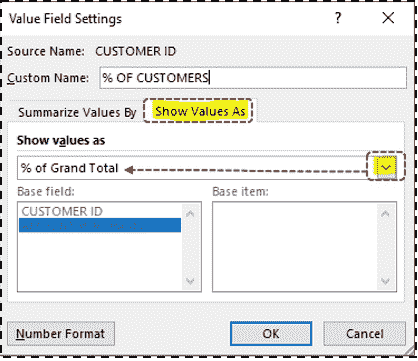 Value Field Settings ? ×
Source Name: CUSTOMER ID
Custom Name: % OF CUSTOMERS
Summarize Values By Show Values As
Show values as
% of Grand Total
Base field: Base item:
CUSTOMER ID
Number Format OK Cancel